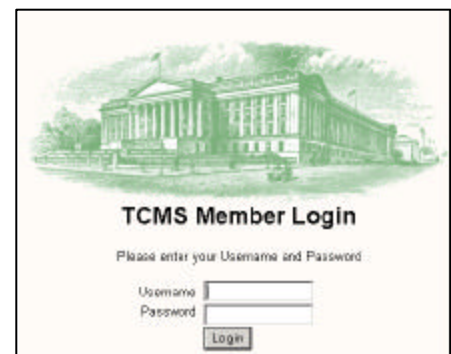 TCMS Member Login
Please enter your Username and Password
Username
Password
Login